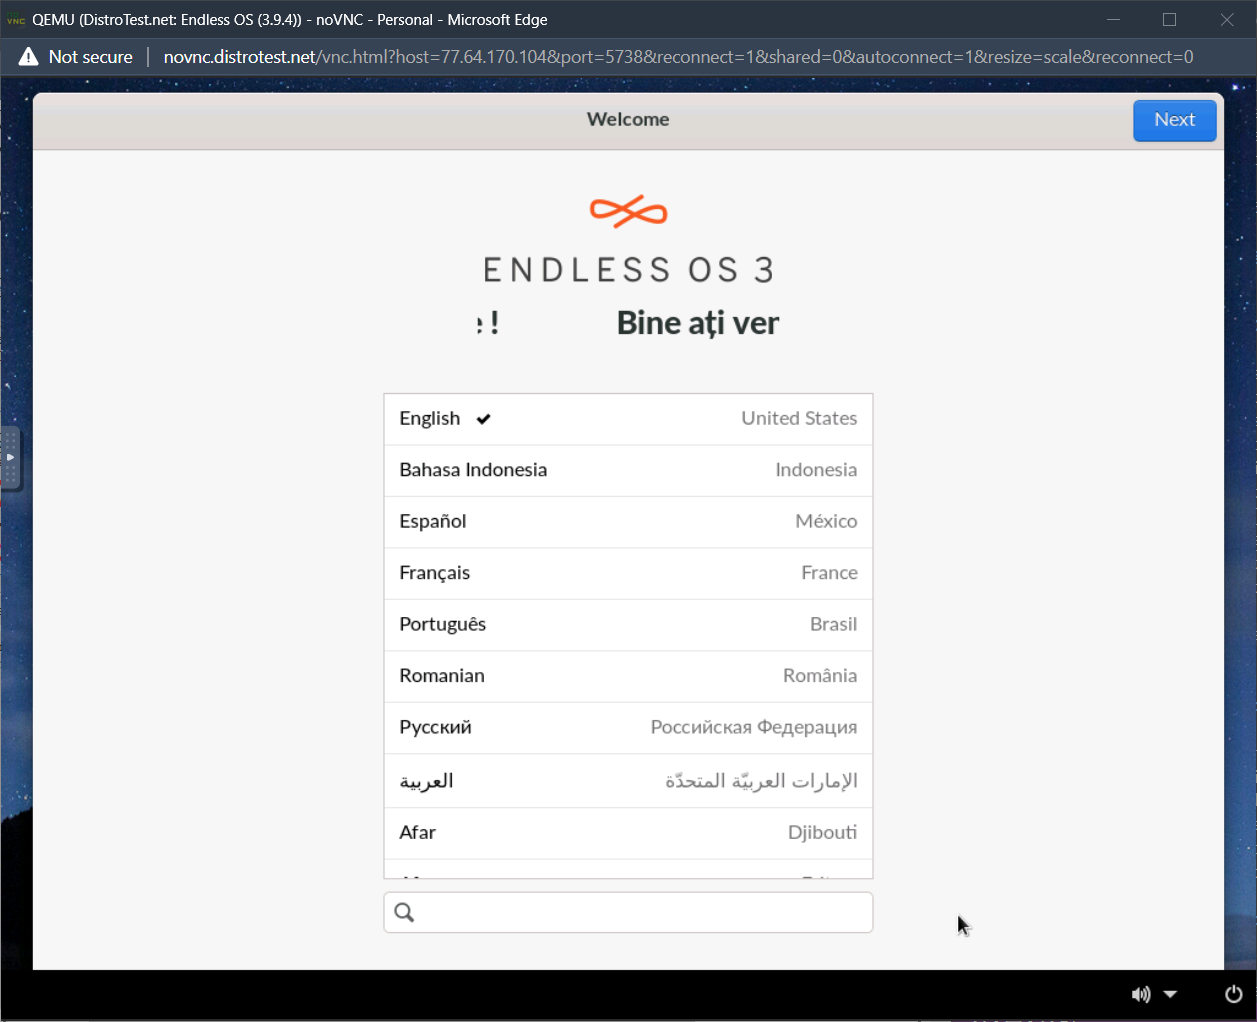 VNC QEMU (DistroTest.net: Endless OS (3.9.4)) - noVNC - Personal - Microsoft Edge
Not secure | novnc.distrotest.net/vnc.html?host=77.64.170.104&port=5738&reconnect=1&shared=0&autoconnect=1&resize=scale&reconnect=0
Welcome
Next
ENDLESS OS 3
e ! Bine ați ver
English ✔ United States
Bahasa Indonesia Indonesia
Español México
Français France
Português Brasil
Romanian România
Русский Российская Федерация
العربية الإمارات العربيّة المتحدّة
Afar Djibouti